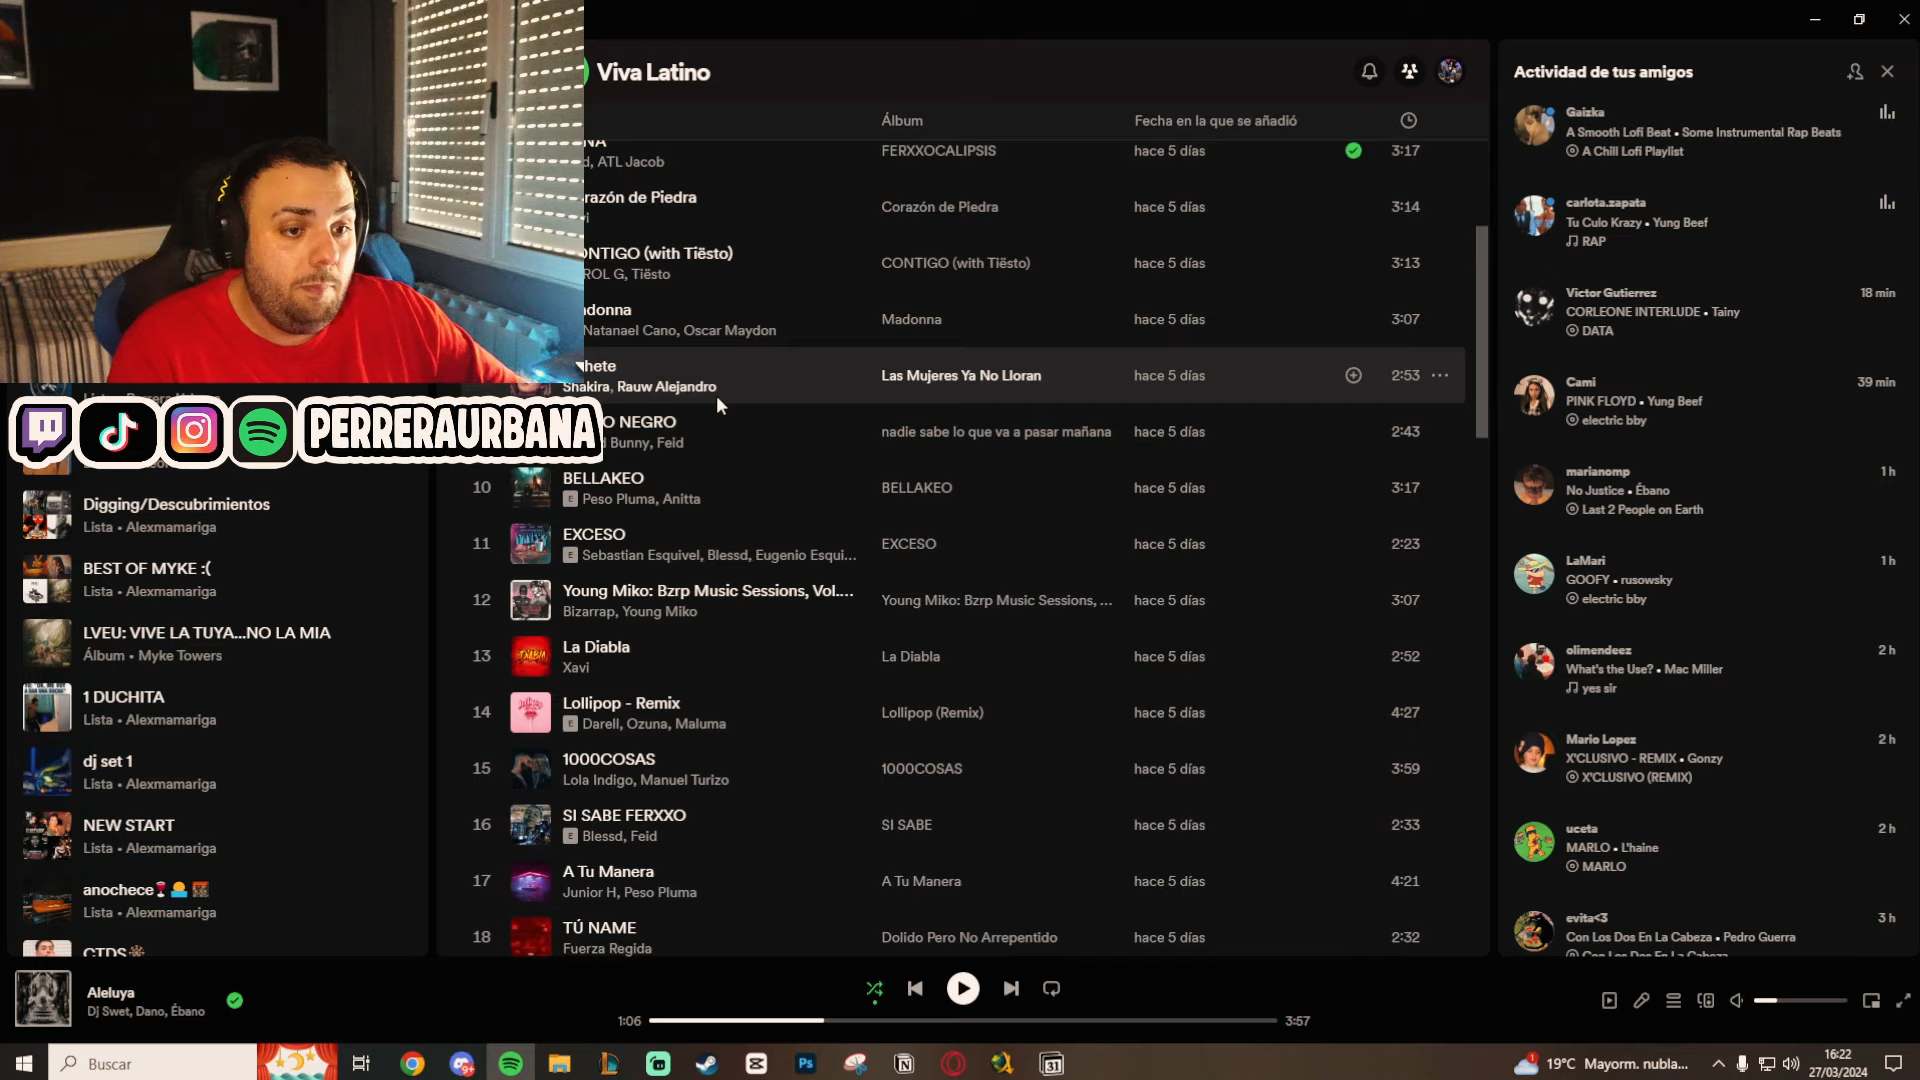 Viva Latino
Álbum
Fecha en la que se añadió
, ATL Jacob
FERXXOCALIPSIS
hace 5 días
3:17
razón de Piedra
Corazón de Piedra
hace 5 días
3:14
ONTIGO (with Tiësto)
ROL G, Tiësto
CONTIGO (with Tiësto)
hace 5 días
3:13
adonna
Natanael Cano, Oscar Maydon
Madonna
hace 5 días
3:07
hete
Shakira, Rauw Alejandro
Las Mujeres Ya No Lloran
hace 5 días
2:53
O NEGRO
d Bunny, Feid
nadie sabe lo que va a pasar mañana
hace 5 días
2:43
10
BELLAKEO
E Peso Pluma, Anitta
BELLAKEO
hace 5 días
3:17
11
EXCESO
E Sebastian Esquivel, Blessd, Eugenio Esqui...
EXCESO
hace 5 días
2:23
12
Young Miko: Bzrp Music Sessions, Vol....
Bizarrap, Young Miko
Young Miko: Bzrp Music Sessions, ...
hace 5 días
3:07
13
La Diabla
Xavi
La Diabla
hace 5 días
2:52
14
Lollipop - Remix
E Darell, Ozuna, Maluma
Lollipop (Remix)
hace 5 días
4:27
15
1000COSAS
Lola Indigo, Manuel Turizo
1000COSAS
hace 5 días
3:59
16
SI SABE FERXXO
E Blessd, Feid
SI SABE
hace 5 días
2:33
17
A Tu Manera
Junior H, Peso Pluma
A Tu Manera
hace 5 días
4:21
18
TÚ NAME
Fuerza Regida
Dolido Pero No Arrepentido
hace 5 días
2:32
PERRERAURBANA
Digging/Descubrimientos
Lista • Alexmamariga
BEST OF MYKE :(
Lista • Alexmamariga
LVEU: VIVE LA TUYA...NO LA MIA
Álbum • Myke Towers
1 DUCHITA
Lista • Alexmamariga
dj set 1
Lista • Alexmamariga
NEW START
Lista • Alexmamariga
anochece
Lista • Alexmamariga
CTDS
Actividad de tus amigos
Gaizka
A Smooth Lofi Beat • Some Instrumental Rap Beats
A Chill Lofi Playlist
carlota.zapata
Tu Culo Krazy • Yung Beef
RAP
Victor Gutierrez
18 min
CORLEONE INTERLUDE • Tainy
DATA
Cami
39 min
PINK FLOYD • Yung Beef
electric bby
marianomp
1 h
No Justice • Ébano
Last 2 People on Earth
LaMari
1 h
GOOFY • rusowsky
electric bby
olimendeez
2 h
What's the Use? • Mac Miller
yes sir
Mario Lopez
2 h
X'CLUSIVO - REMIX • Gonzy
X'CLUSIVO (REMIX)
uceta
2 h
MARLO • L'haine
MARLO
evita<3
3 h
Con Los Dos En La Cabeza • Pedro Guerra
Con Los Dos En La Cabeza
Aleluya
Dj Swet, Dano, Ébano
1:06
3:57
Buscar
19°C Mayorm. nubla...
16:22
27/03/2024